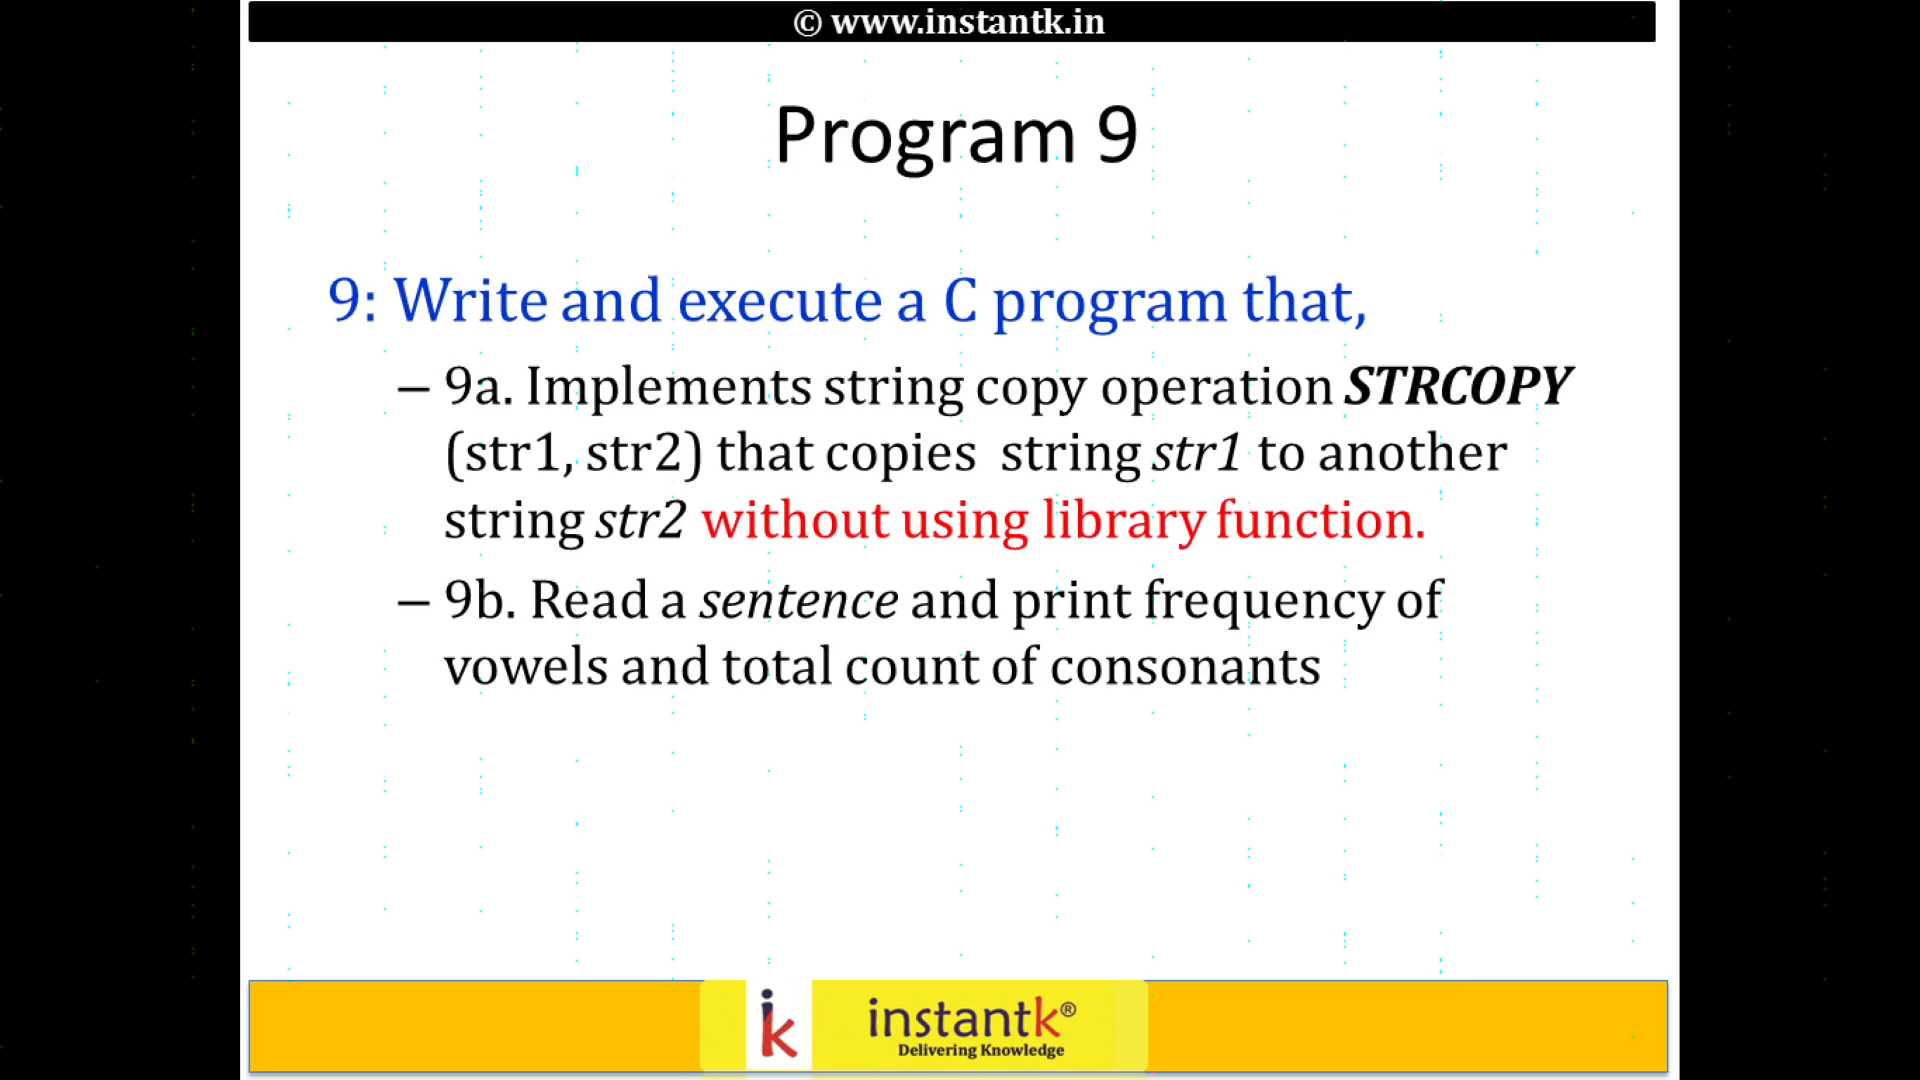 © www.instantk.in
Program 9
9: Write and execute a C program that,
– 9a. Implements string copy operation STRCOPY
(str1, str2) that copies string str1 to another
string str2 without using library function.
– 9b. Read a sentence and print frequency of
vowels and total count of consonants
ik instantk®
Delivering Knowledge